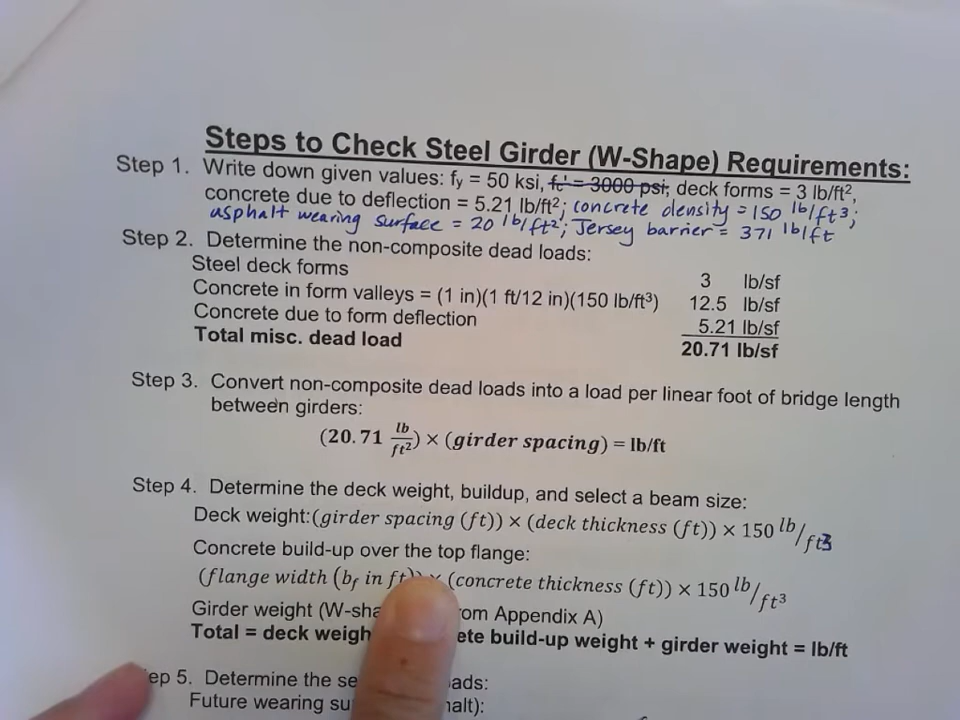 Steps to Check Steel Girder (W-Shape) Requirements:
Step 1. Write down given values: fy = 50 ksi, fc' = 3000 psi, deck forms = 3 lb/ft²,
concrete due to deflection = 5.21 lb/ft²; concrete density = 150 lb/ft³;
asphalt wearing surface = 20 lb/ft²; Jersey barrier = 371 lb/ft
Step 2. Determine the non-composite dead loads:
Steel deck forms 3 lb/sf
Concrete in form valleys = (1 in)(1 ft/12 in)(150 lb/ft³) 12.5 lb/sf
Concrete due to form deflection 5.21 lb/sf
Total misc. dead load 20.71 lb/sf
Step 3. Convert non-composite dead loads into a load per linear foot of bridge length
between girders:
(20.71 lb/ft²) × (girder spacing) = lb/ft
Step 4. Determine the deck weight, buildup, and select a beam size:
Deck weight:(girder spacing (ft)) × (deck thickness (ft)) × 150 lb/ft3
Concrete build-up over the top flange:
(flange width (bf in ft)) × (concrete thickness (ft)) × 150 lb/ft³
Girder weight (W-sha om Appendix A)
Total = deck weigh ete build-up weight + girder weight = lb/ft
ep 5. Determine the se ads:
Future wearing su halt):